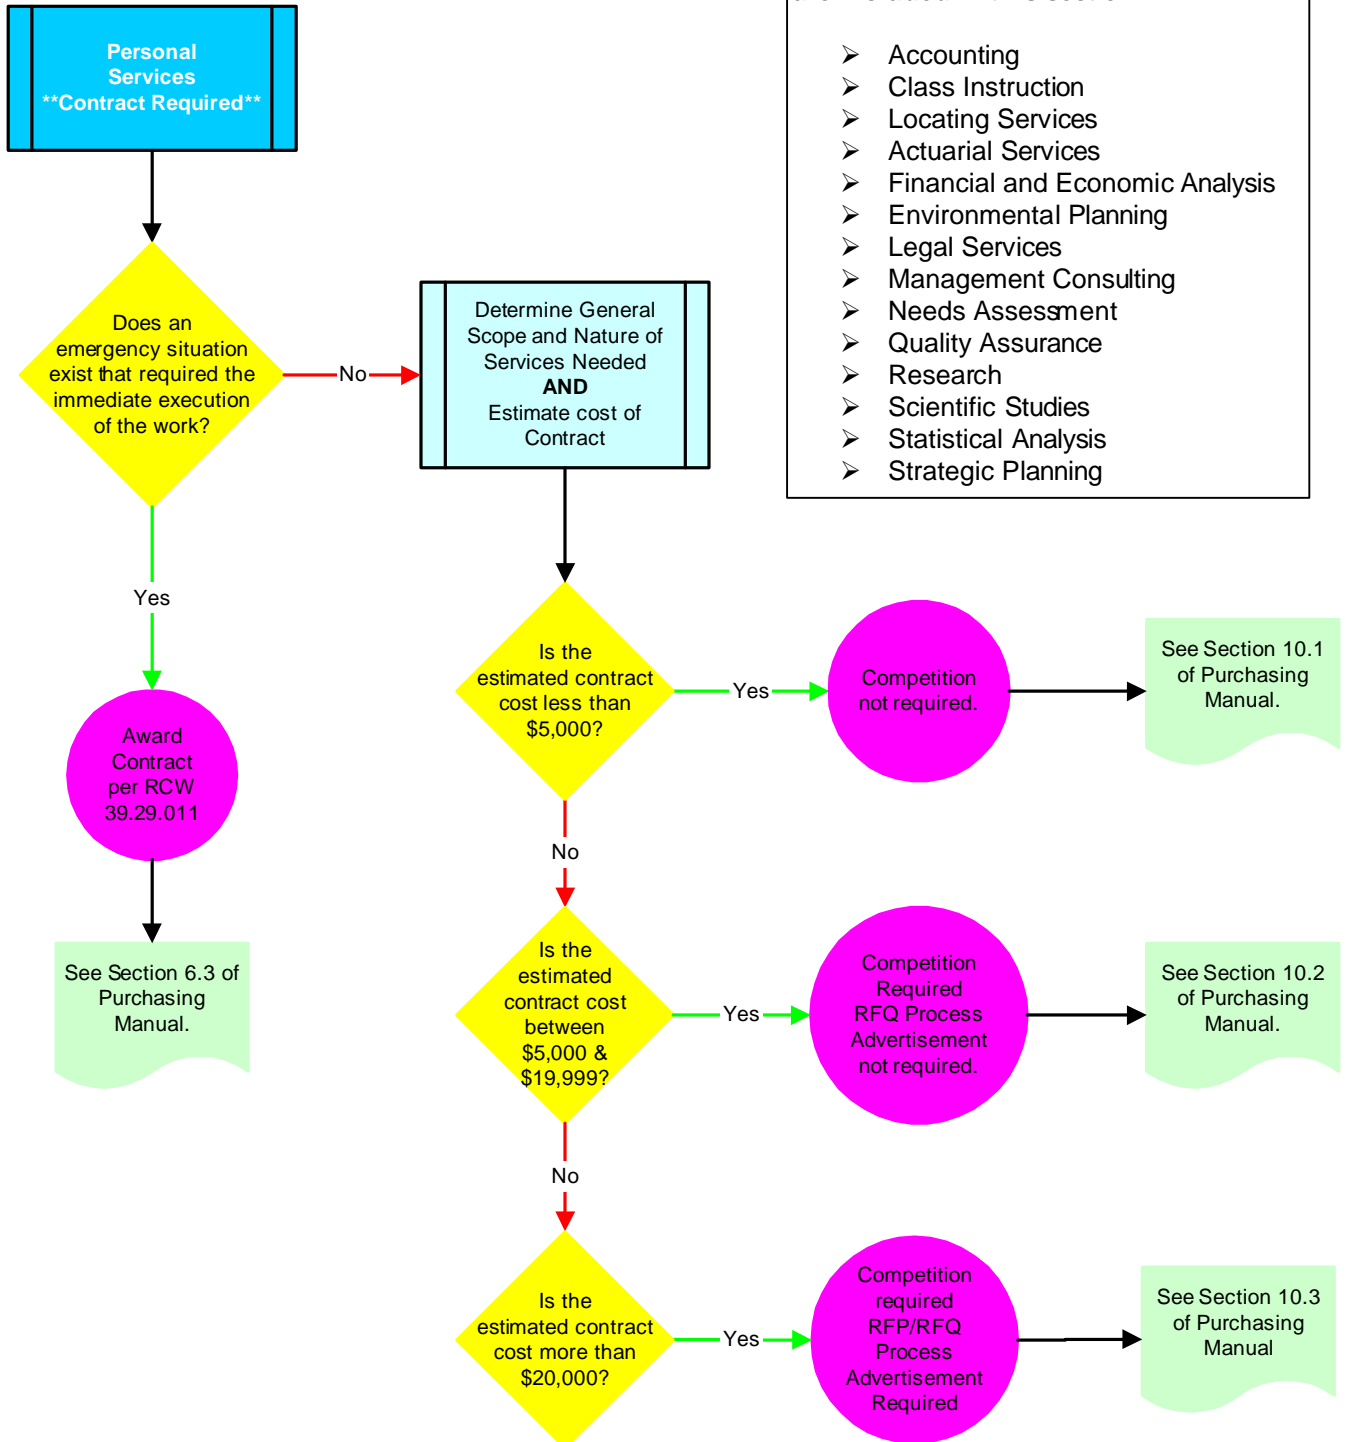 Personal
Services
**Contract Required**
Accounting
Class Instruction
Locating Services
Actuarial Services
Financial and Economic Analysis
Environmental Planning
Legal Services
Management Consulting
Needs Assessment
Quality Assurance
Research
Scientific Studies
Statistical Analysis
Strategic Planning
Does an
emergency situation
exist that required the
immediate execution
of the work?
No
Determine General
Scope and Nature of
Services Needed
AND
Estimate cost of
Contract
Yes
Award
Contract
per RCW
39.29.011
See Section 6.3 of
Purchasing
Manual.
Is the
estimated contract
cost less than
$5,000?
Yes
Competition
not required.
See Section 10.1
of Purchasing
Manual.
No
Is the
estimated
contract cost
between
$5,000 &
$19,999?
Yes
Competition
Required
RFQ Process
Advertisement
not required.
See Section 10.2
of Purchasing
Manual.
No
Is the
estimated contract
cost more than
$20,000?
Yes
Competition
required
RFP/RFQ
Process
Advertisement
Required
See Section 10.3
of Purchasing
Manual